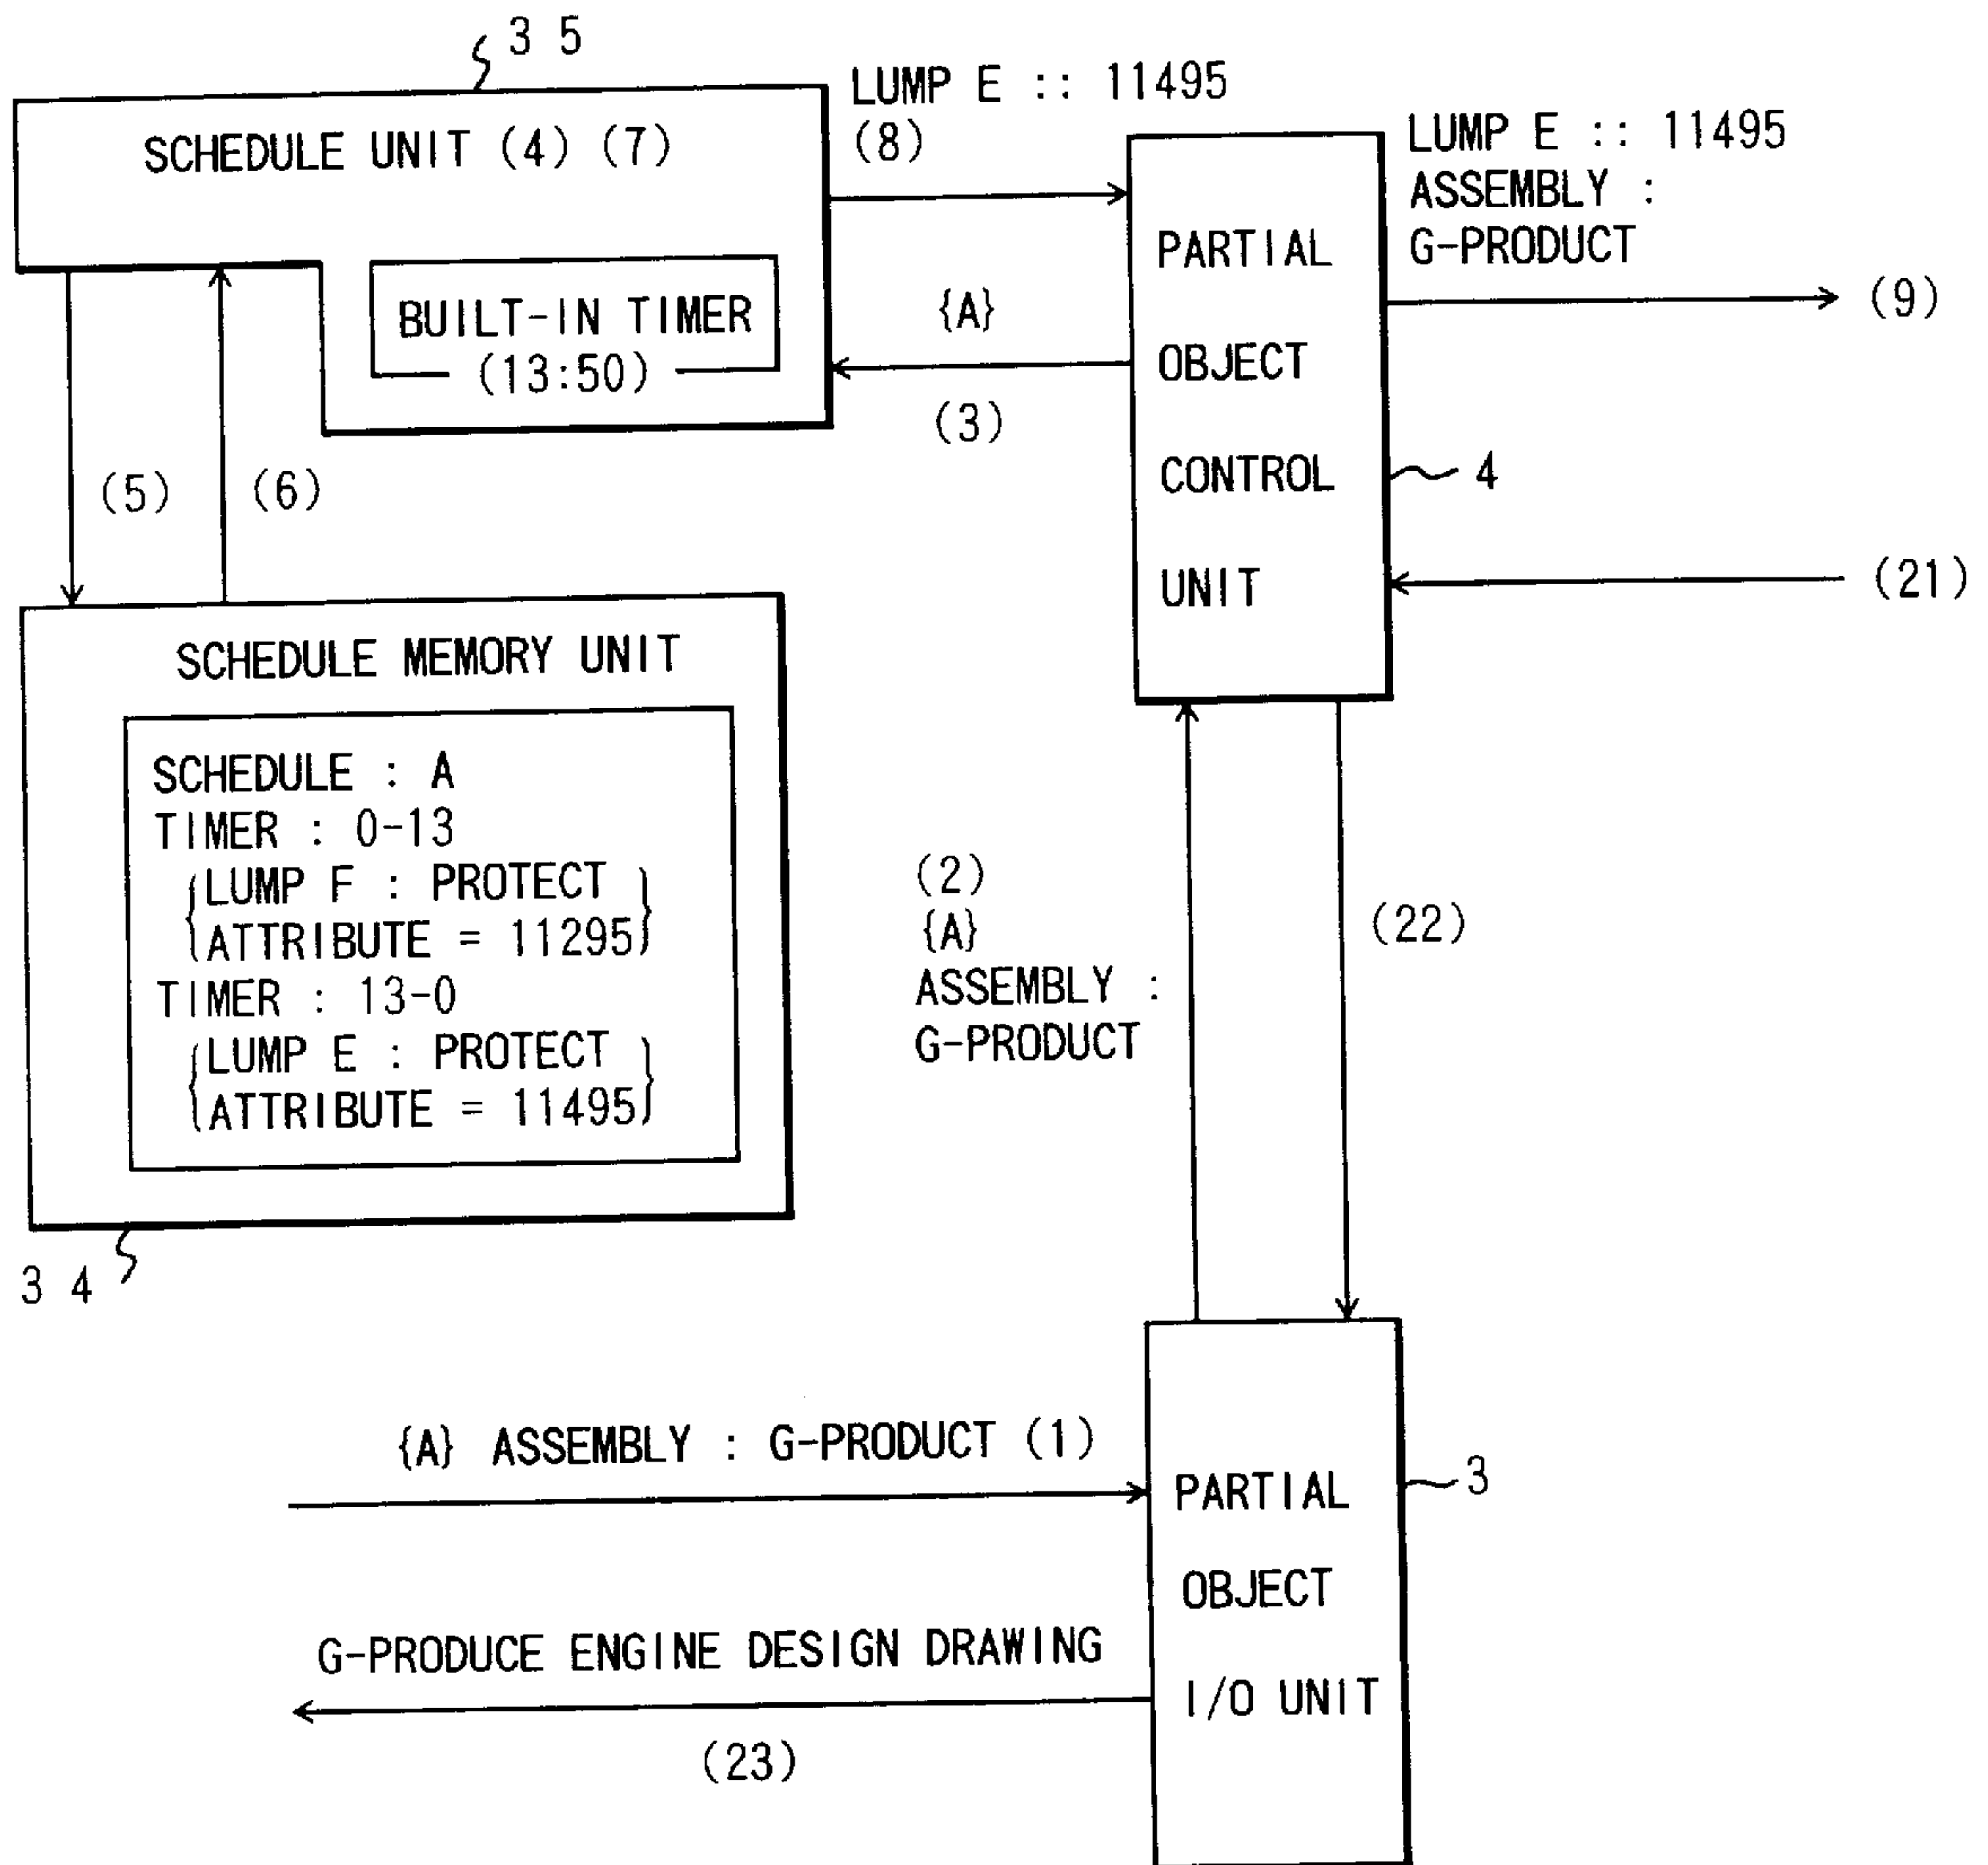 3 5
SCHEDULE UNIT (4) (7)
BUILT-IN TIMER
(13:50)
LUMP E :: 11495
(8)
{A}
(3)
PARTIAL
OBJECT
CONTROL
UNIT
4
LUMP E :: 11495
ASSEMBLY :
G-PRODUCT
(9)
(21)
(5)
(6)
SCHEDULE MEMORY UNIT
SCHEDULE : A
TIMER : 0-13
{LUMP F : PROTECT
ATTRIBUTE = 11295}
TIMER : 13-0
{LUMP E : PROTECT
ATTRIBUTE = 11495}
3 4
(2)
{A}
ASSEMBLY :
G-PRODUCT
(22)
{A} ASSEMBLY : G-PRODUCT (1)
PARTIAL
OBJECT
I/O UNIT
3
G-PRODUCE ENGINE DESIGN DRAWING
(23)